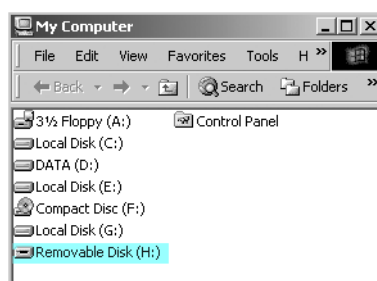 My Computer
File Edit View Favorites Tools H »
Back Search Folders »
3½ Floppy (A:) Control Panel
Local Disk (C:)
DATA (D:)
Local Disk (E:)
Compact Disc (F:)
Local Disk (G:)
Removable Disk (H:)